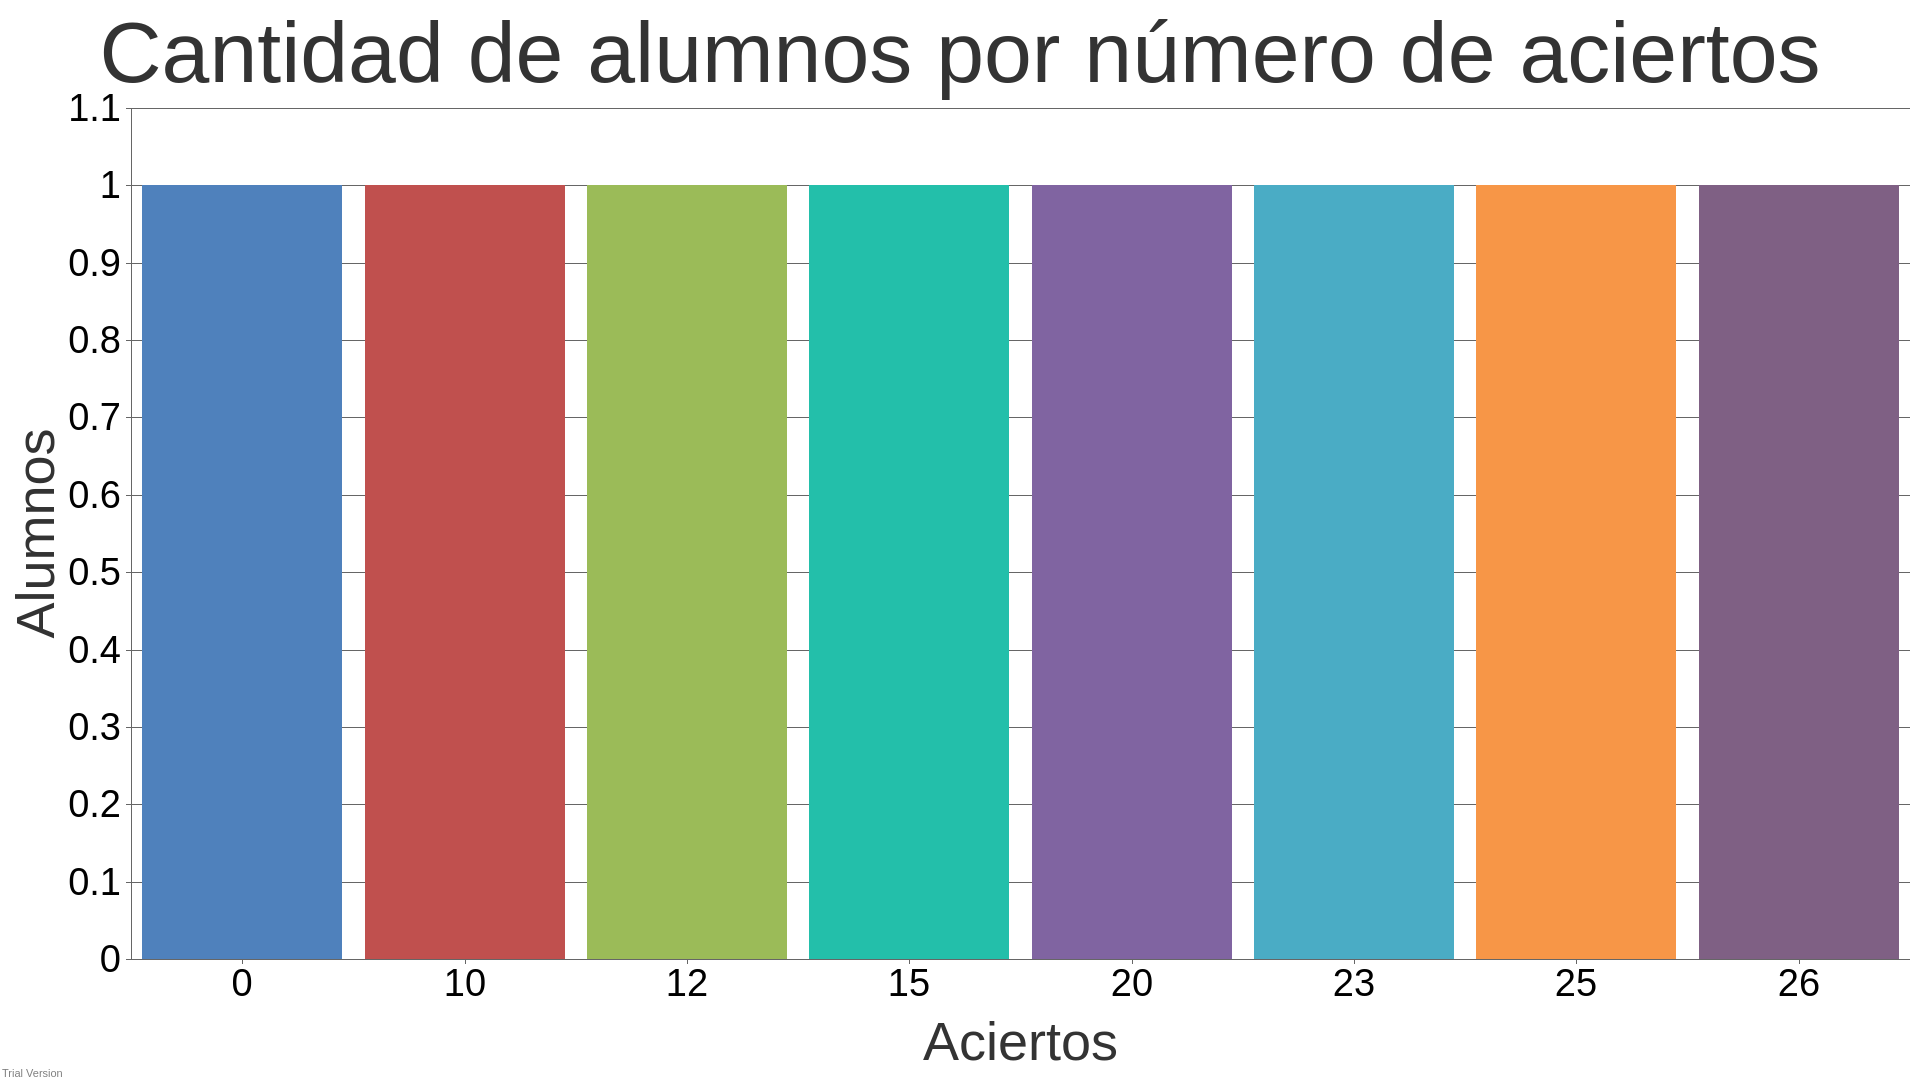 Cantidad de alumnos por número de aciertos
1.1
1
0.9
0.8
0.7
0.6
0.5
0.4
0.3
0.2
0.1
0
Alumnos
0 10 12 15 20 23 25 26
Aciertos
Trial Version